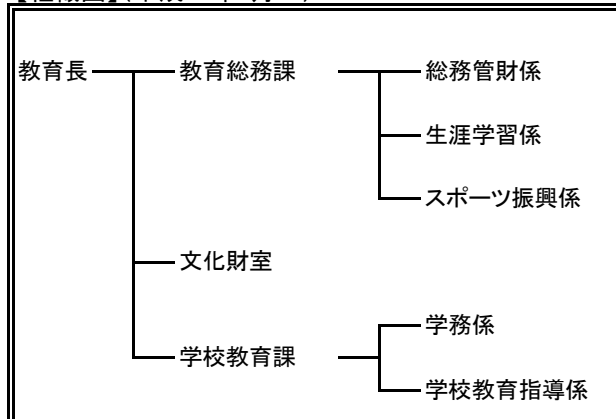 教育長
教育総務課
総務管財係
生涯学習係
スポーツ振興係
文化財室
学校教育課
学務係
学校教育指導係